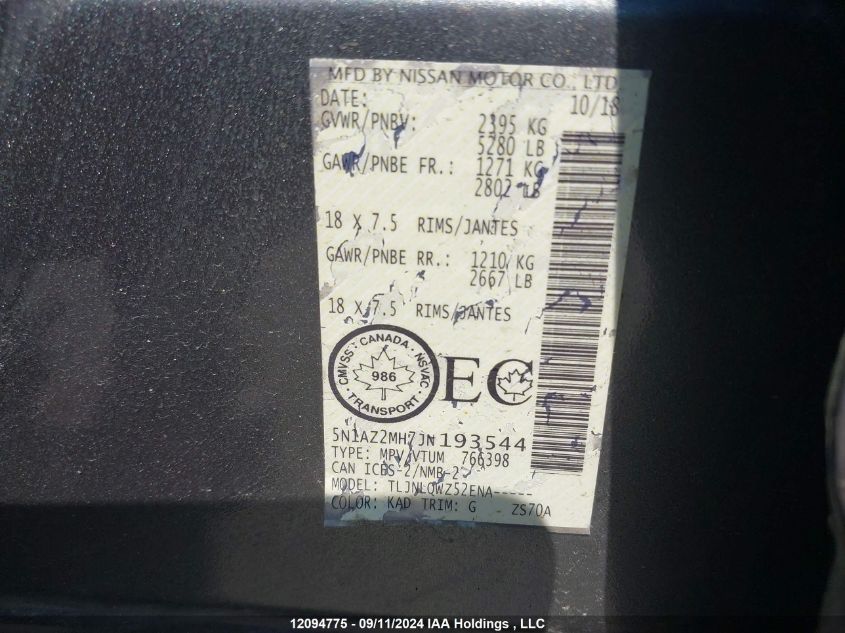 MFD BY NISSAN MOTOR CO., LTD
DATE: 10/18
GVWR/PNBV: 2395 KG
5280 LB
GAWR/PNBE FR.: 1271 KG
2802 LB
18 X 7.5 RIMS/JANTES
GAWR/PNBE RR.: 1210 KG
2667 LB
18 X 7.5 RIMS/JANTES
CANADA
CMVSS · NSVAC
986
TRANSPORT
EC
5N1AZ2MH7JN193544
TYPE: MPV/VTUM 766398
CAN ICES-2/NMB-2
MODEL: TLJNLQWZ52ENA-----
COLOR: KAD TRIM: G ZS70A
12094775 - 09/11/2024 IAA Holdings , LLC